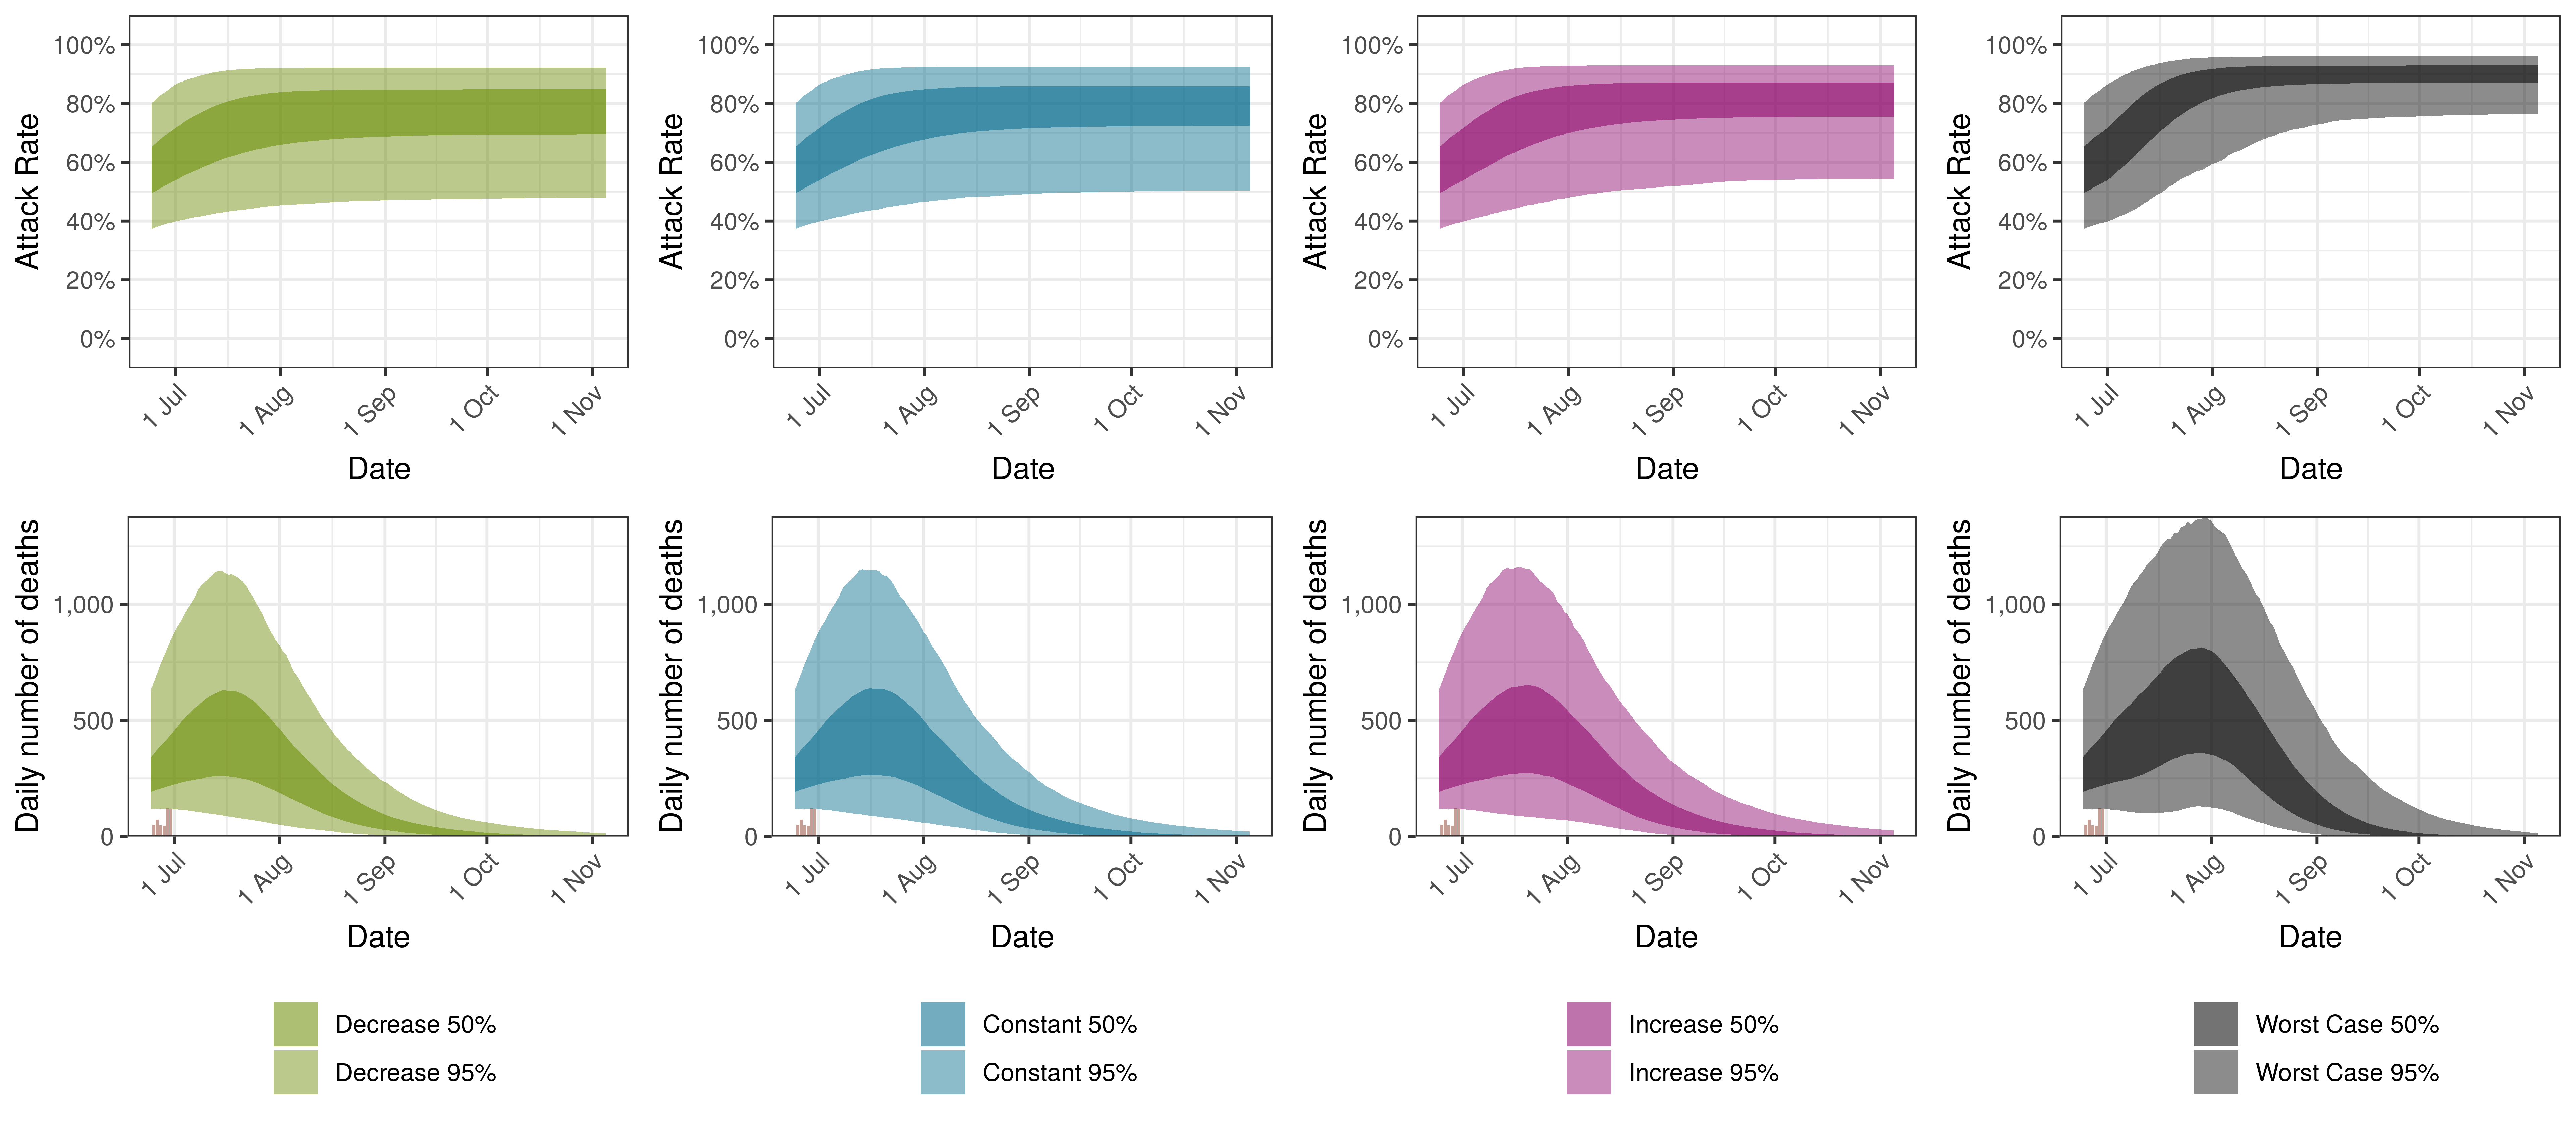 Attack Rate
100%
80%
60%
40%
20%
0%
1 Jul
1 Aug
1 Sep
1 Oct
1 Nov
Date
Attack Rate
100%
80%
60%
40%
20%
0%
1 Jul
1 Aug
1 Sep
1 Oct
1 Nov
Date
Attack Rate
100%
80%
60%
40%
20%
0%
1 Jul
1 Aug
1 Sep
1 Oct
1 Nov
Date
Attack Rate
100%
80%
60%
40%
20%
0%
1 Jul
1 Aug
1 Sep
1 Oct
1 Nov
Date
Daily number of deaths
1,000
500
0
1 Jul
1 Aug
1 Sep
1 Oct
1 Nov
Date
Daily number of deaths
1,000
500
0
1 Jul
1 Aug
1 Sep
1 Oct
1 Nov
Date
Daily number of deaths
1,000
500
0
1 Jul
1 Aug
1 Sep
1 Oct
1 Nov
Date
Daily number of deaths
1,000
500
0
1 Jul
1 Aug
1 Sep
1 Oct
1 Nov
Date
Decrease 50%
Decrease 95%
Constant 50%
Constant 95%
Increase 50%
Increase 95%
Worst Case 50%
Worst Case 95%